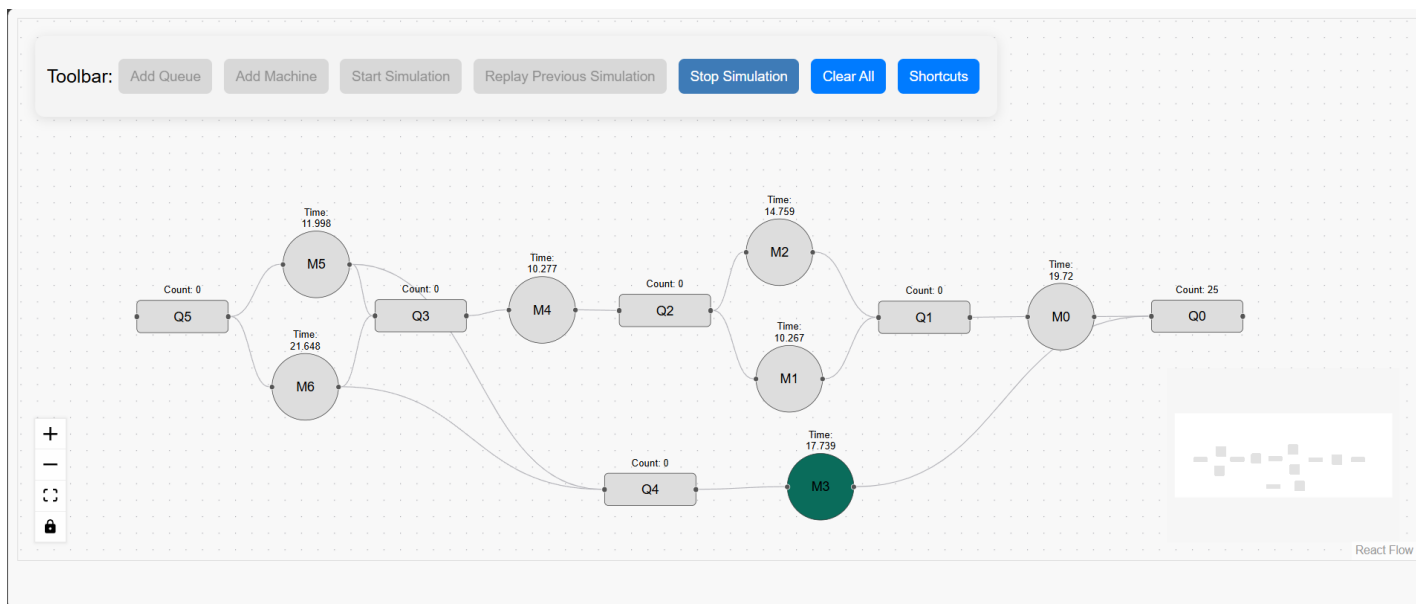 Toolbar: Add Queue Add Machine Start Simulation Replay Previous Simulation Stop Simulation Clear All Shortcuts
Time:
14.759
M2
Time:
11.998
M5
Time:
10.277
M4
Time:
19.72
M0
Count: 0
Q5
Count: 0
Q3
Count: 0
Q2
Count: 0
Q1
Count: 25
Q0
Time:
21.648
M6
Time:
10.267
M1
Time:
17.739
M3
Count: 0
Q4
React Flow